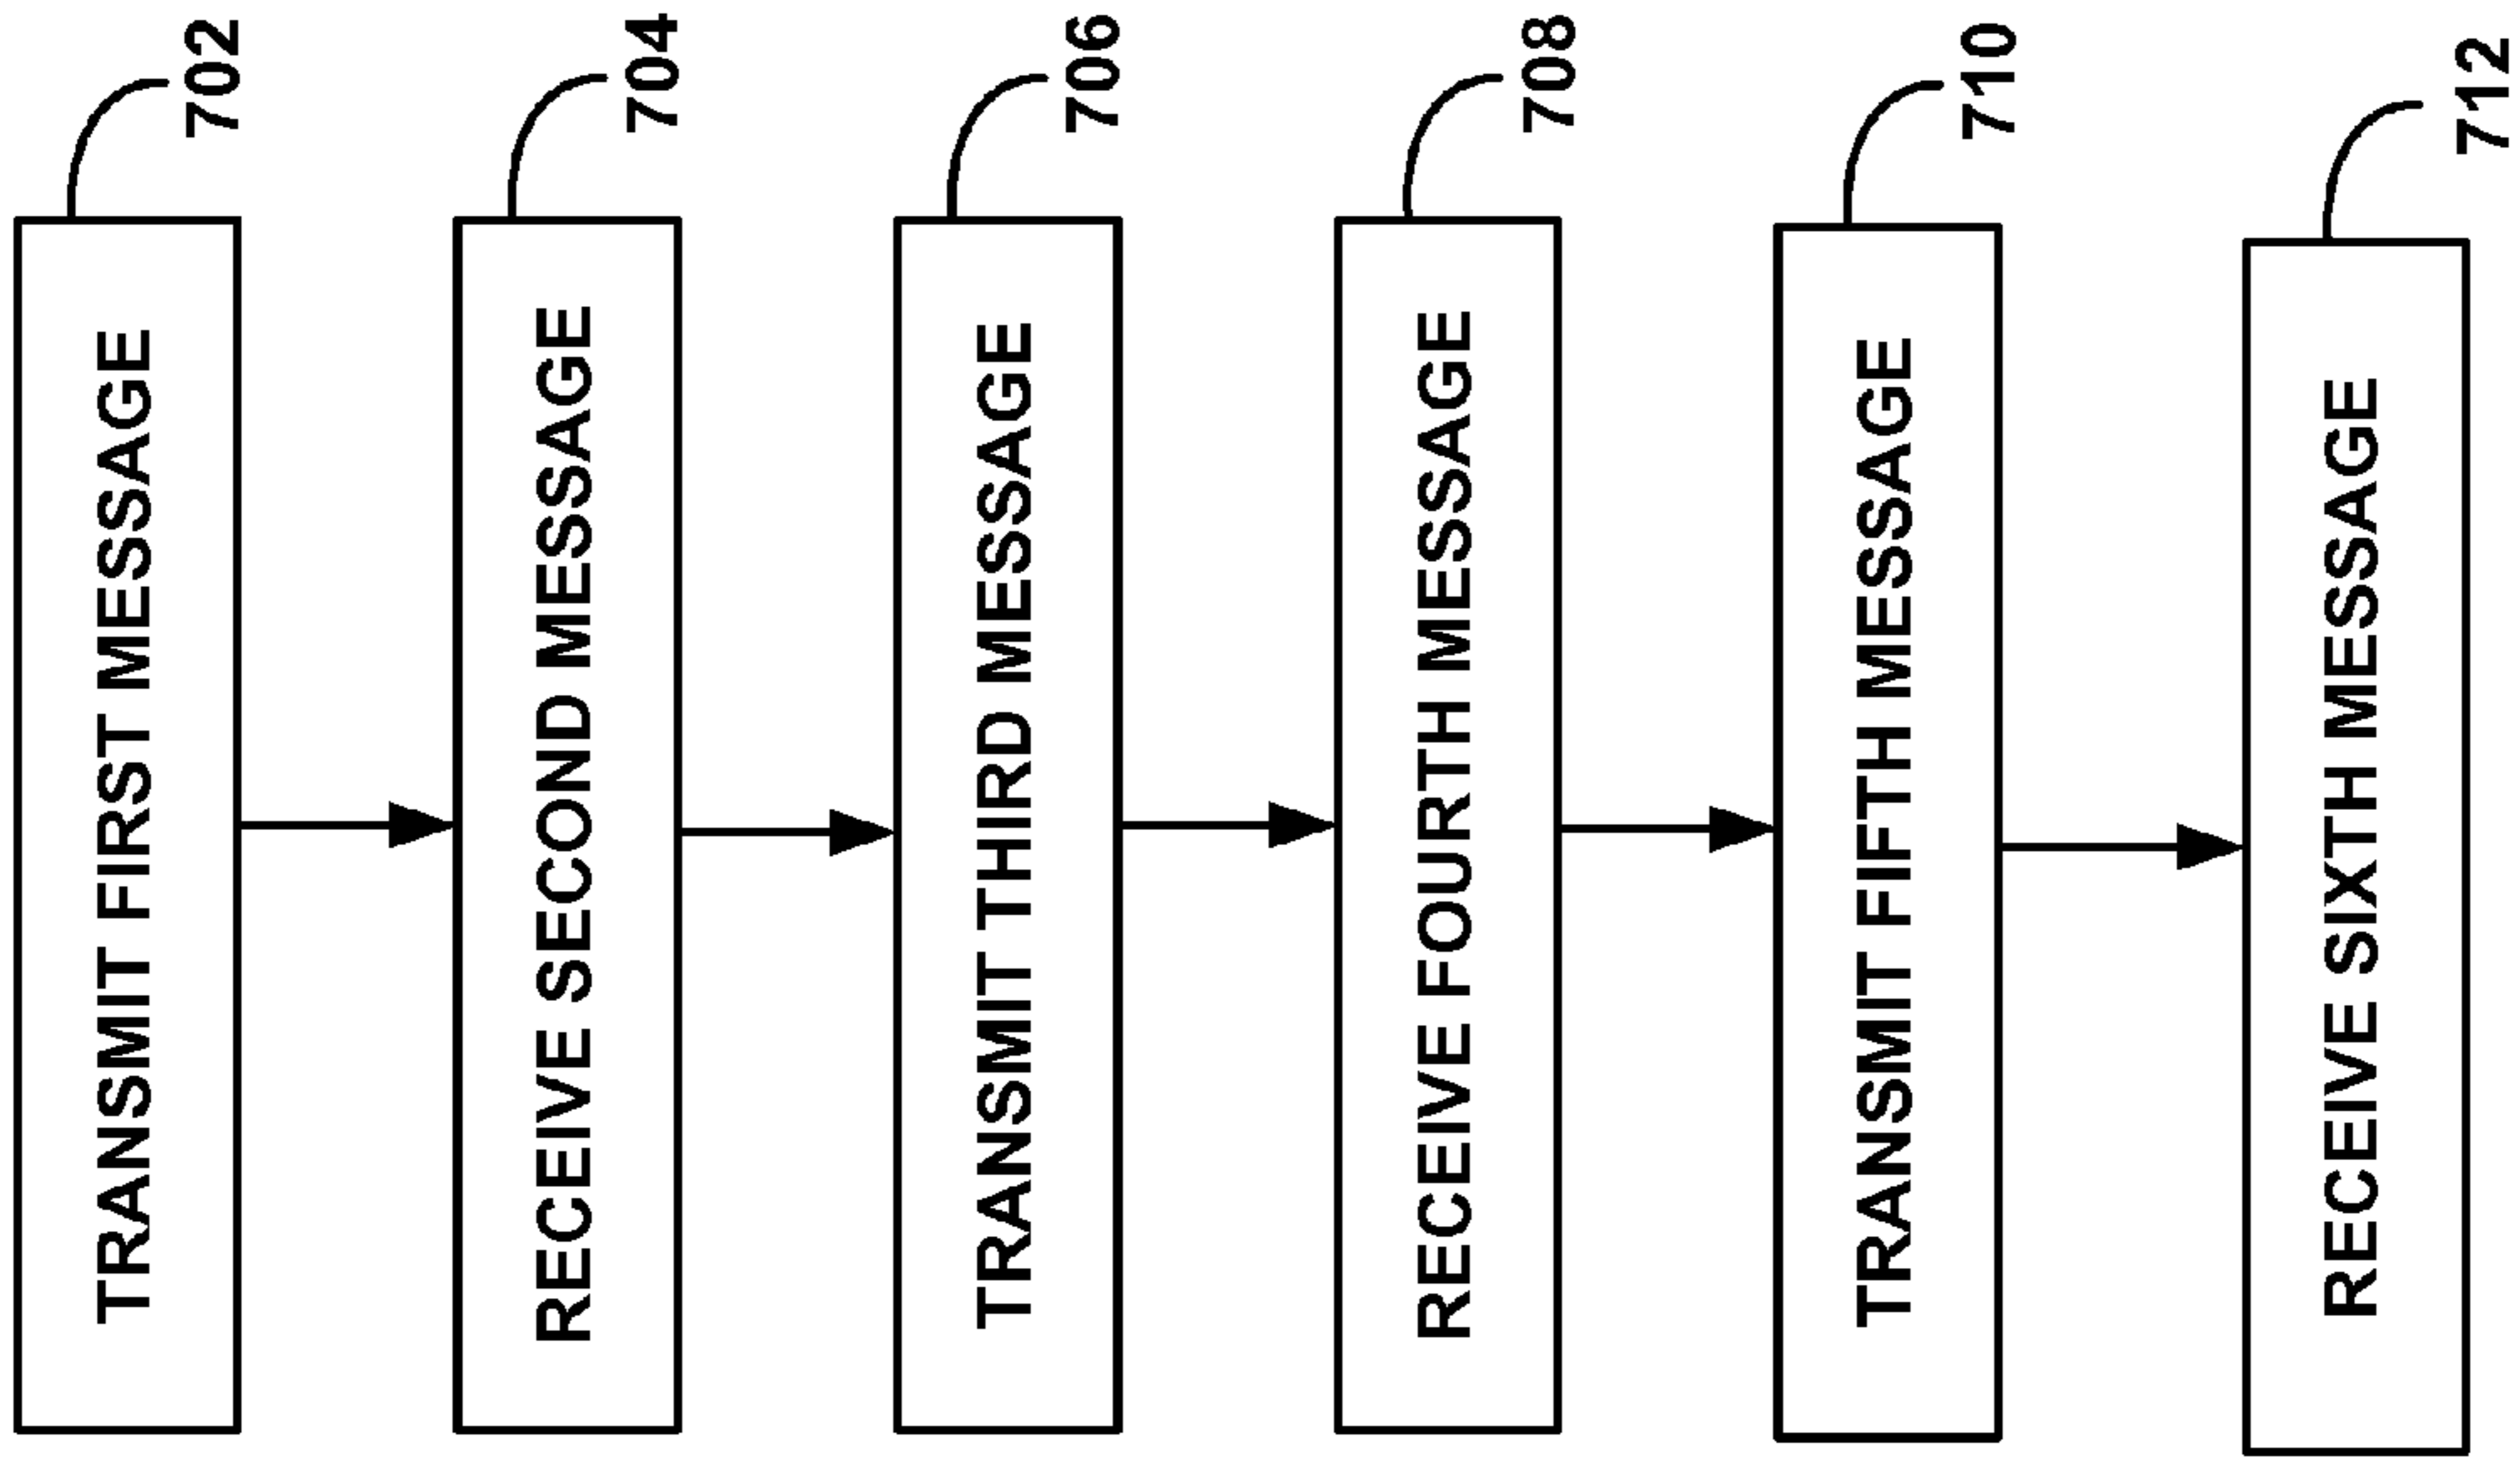 TRANSMIT FIRST MESSAGE
702
RECEIVE SECOND MESSAGE
704
TRANSMIT THIRD MESSAGE
706
RECEIVE FOURTH MESSAGE
708
TRANSMIT FIFTH MESSAGE
710
RECEIVE SIXTH MESSAGE
712